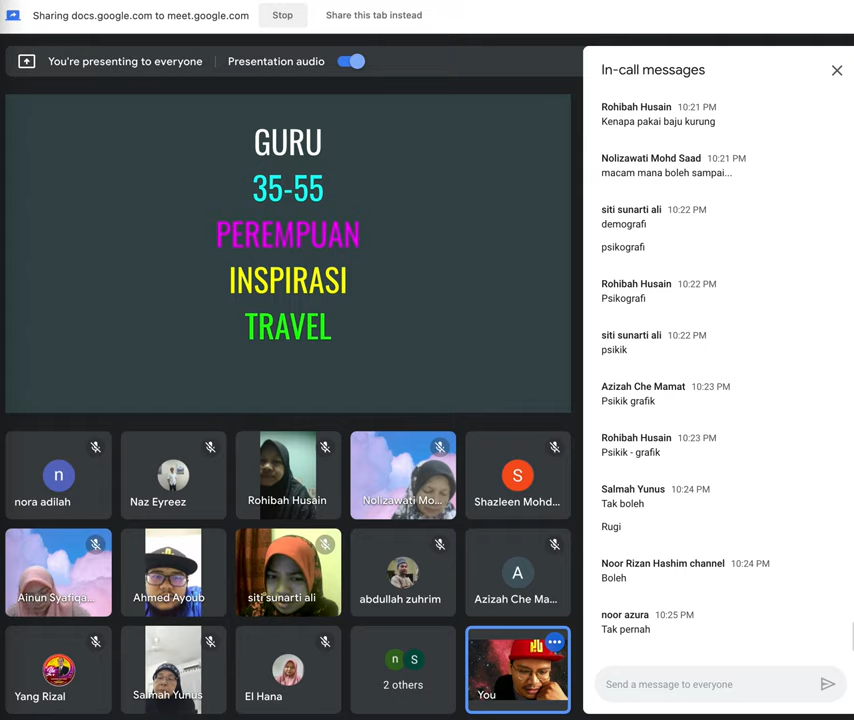 Sharing docs.google.com to meet.google.com
Stop
Share this tab instead
You're presenting to everyone
Presentation audio
GURU
35-55
PEREMPUAN
INSPIRASI
TRAVEL
n
nora adilah
Naz Eyreez
Rohibah Husain
Nolizawati Mo...
S
Shazleen Mohd...
Ainun Syafiqa...
Ahmed Ayoub
siti sunarti ali
abdullah zuhrim
A
Azizah Che Ma...
Yang Rizal
Salmah Yunus
El Hana
n
S
2 others
You
In-call messages
Rohibah Husain 10:21 PM
Kenapa pakai baju kurung
Nolizawati Mohd Saad 10:21 PM
macam mana boleh sampai...
siti sunarti ali 10:22 PM
demografi
psikografi
Rohibah Husain 10:22 PM
Psikografi
siti sunarti ali 10:22 PM
psikik
Azizah Che Mamat 10:23 PM
Psikik grafik
Rohibah Husain 10:23 PM
Psikik - grafik
Salmah Yunus 10:24 PM
Tak boleh
Rugi
Noor Rizan Hashim channel 10:24 PM
Boleh
noor azura 10:25 PM
Tak pernah
Send a message to everyone